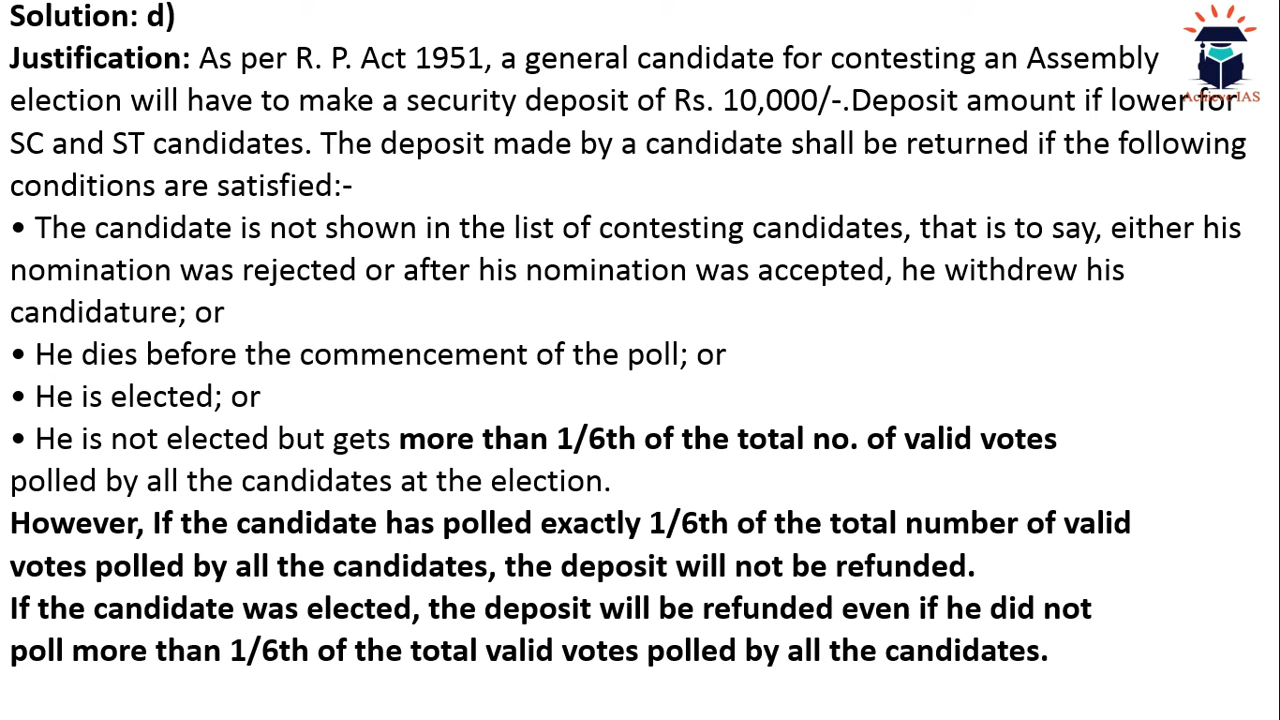 Solution: d)
Justification: As per R. P. Act 1951, a general candidate for contesting an Assembly
election will have to make a security deposit of Rs. 10,000/-.Deposit amount if lower for
SC and ST candidates. The deposit made by a candidate shall be returned if the following
conditions are satisfied:-
• The candidate is not shown in the list of contesting candidates, that is to say, either his
nomination was rejected or after his nomination was accepted, he withdrew his
candidature; or
• He dies before the commencement of the poll; or
• He is elected; or
• He is not elected but gets more than 1/6th of the total no. of valid votes
polled by all the candidates at the election.
However, If the candidate has polled exactly 1/6th of the total number of valid
votes polled by all the candidates, the deposit will not be refunded.
If the candidate was elected, the deposit will be refunded even if he did not
poll more than 1/6th of the total valid votes polled by all the candidates.
Achieve IAS